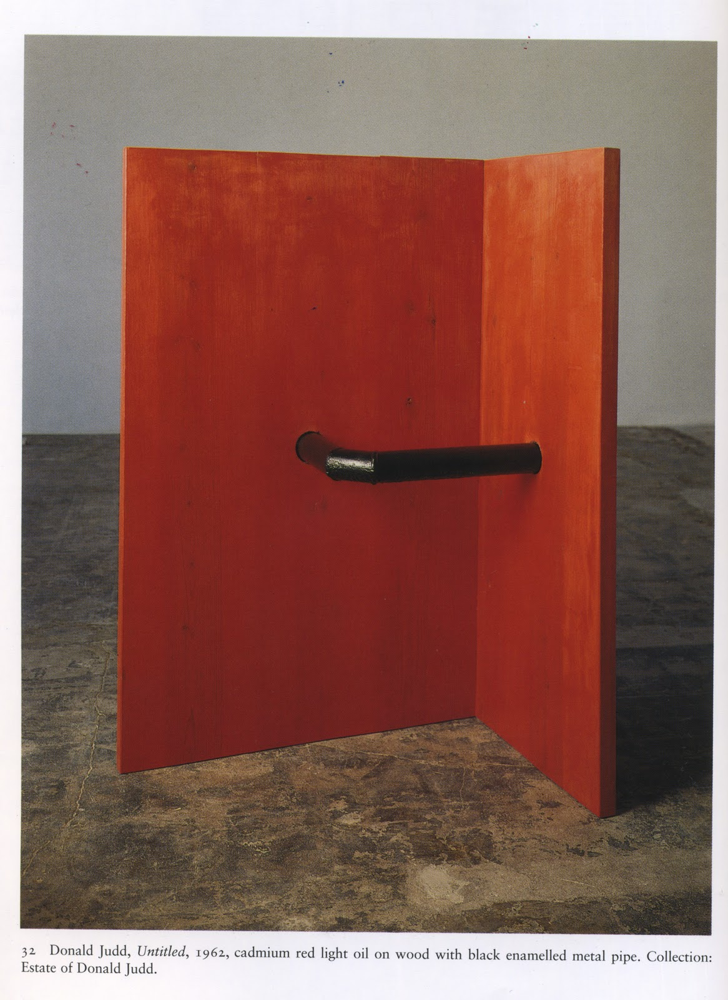 32 Donald Judd, Untitled, 1962, cadmium red light oil on wood with black enamelled metal pipe. Collection:
Estate of Donald Judd.